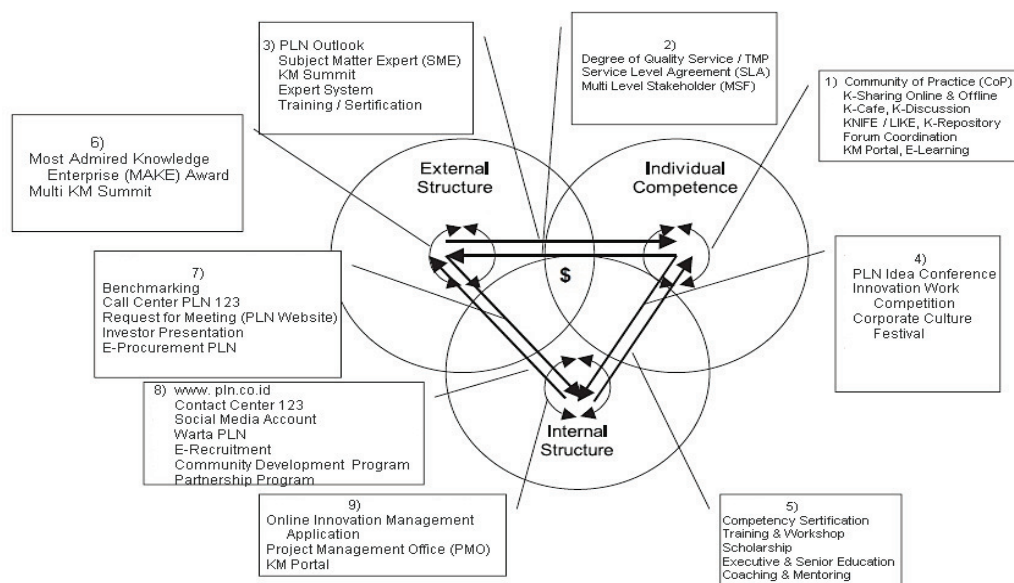 3) PLN Outlook
Subject Matter Expert (SME)
KM Summit
Expert System
Training / Sertification
2)
Degree of Quality Service / TMP
Service Level Agreement (SLA)
Multi Level Stakeholder (MSF)
1) Community of Practice (CoP)
K-Sharing Online & Offline
K-Cafe, K-Discussion
KNIFE / LIKE, K-Repository
Forum Coordination
KM Portal, E-Learning
6)
Most Admired Knowledge
Enterprise (MAKE) Award
Multi KM Summit
External
Structure
Individual
Competence
$
7)
Benchmarking
Call Center PLN 123
Request for Meeting (PLN Website)
Investor Presentation
E-Procurement PLN
4)
PLN Idea Conference
Innovation Work
Competition
Corporate Culture
Festival
8) www. pln.co.id
Contact Center 123
Social Media Account
Warta PLN
E-Recruitment
Community Development Program
Partnership Program
Internal
Structure
9)
Online Innovation Management
Application
Project Management Office (PMO)
KM Portal
5)
Competency Sertification
Training & Workshop
Scholarship
Executive & Senior Education
Coaching & Mentoring